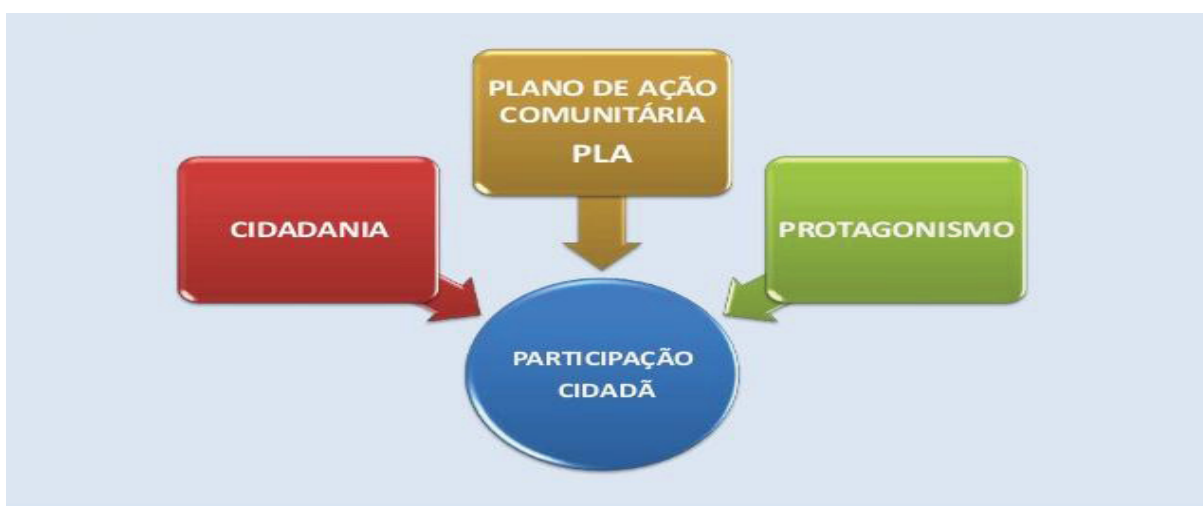 PLANO DE AÇÃO
COMUNITÁRIA
PLA
CIDADANIA
PROTAGONISMO
PARTICIPAÇÃO
CIDADÃ